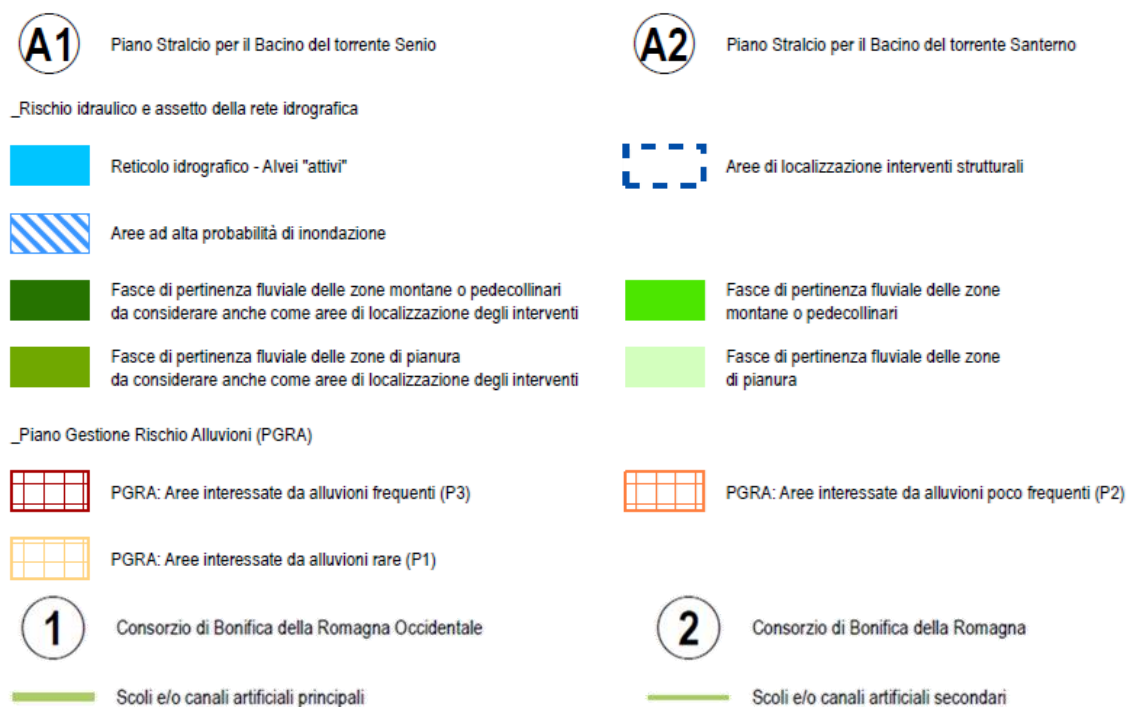 A1 Piano Stralcio per il Bacino del torrente Senio
A2 Piano Stralcio per il Bacino del torrente Santerno
_Rischio idraulico e assetto della rete idrografica
Reticolo idrografico - Alvei "attivi"
Aree di localizzazione interventi strutturali
Aree ad alta probabilità di inondazione
Fasce di pertinenza fluviale delle zone montane o pedecollinari
da considerare anche come aree di localizzazione degli interventi
Fasce di pertinenza fluviale delle zone
montane o pedecollinari
Fasce di pertinenza fluviale delle zone di pianura
da considerare anche come aree di localizzazione degli interventi
Fasce di pertinenza fluviale delle zone
di pianura
_Piano Gestione Rischio Alluvioni (PGRA)
PGRA: Aree interessate da alluvioni frequenti (P3)
PGRA: Aree interessate da alluvioni poco frequenti (P2)
PGRA: Aree interessate da alluvioni rare (P1)
1 Consorzio di Bonifica della Romagna Occidentale
2 Consorzio di Bonifica della Romagna
Scoli e/o canali artificiali principali
Scoli e/o canali artificiali secondari